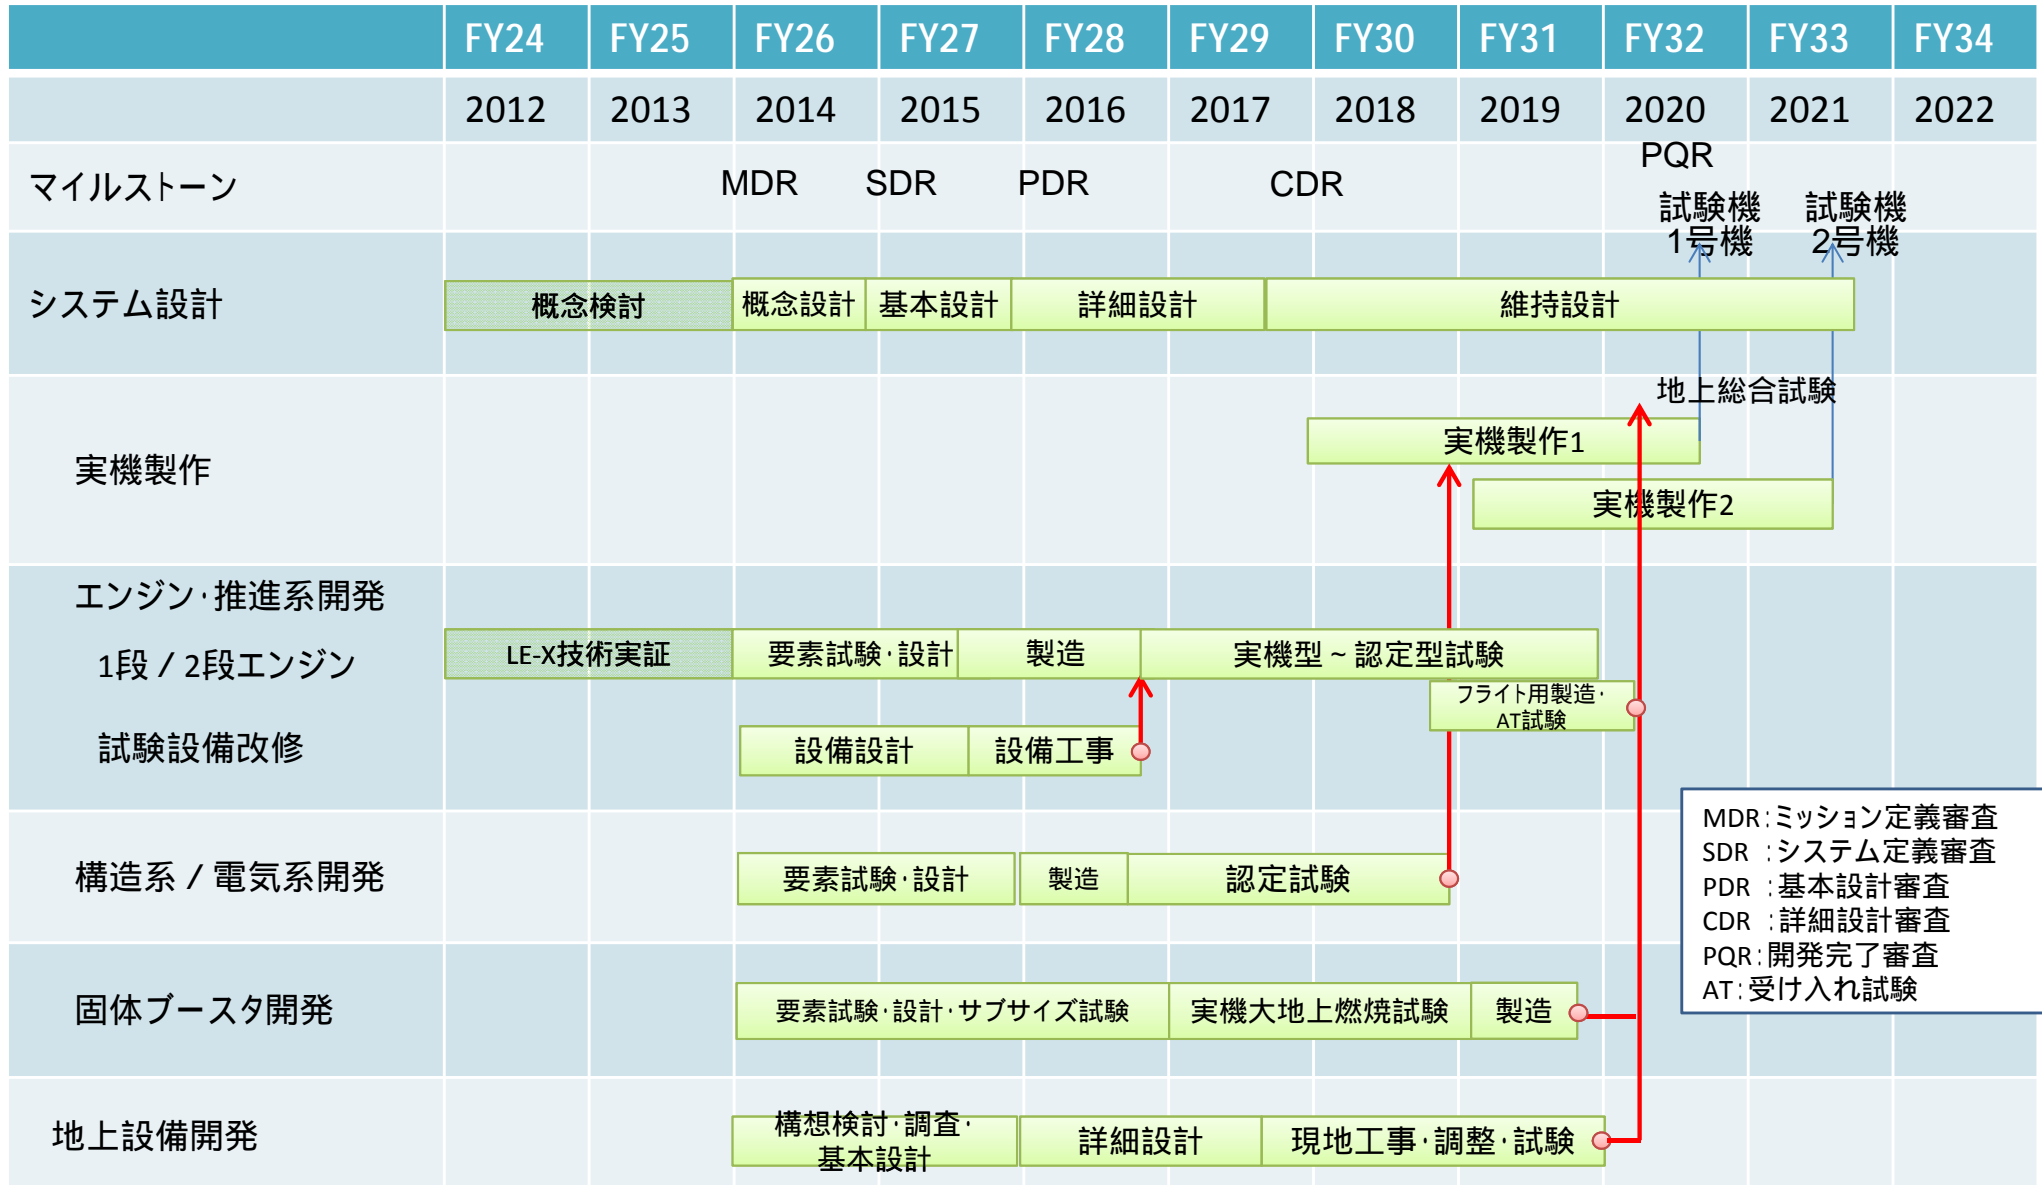 FY24 FY25 FY26 FY27 FY28 FY29 FY30 FY31 FY32 FY33 FY34
2012 2013 2014 2015 2016 2017 2018 2019 2020 2021 2022
マイルストーン
MDR SDR PDR CDR
PQR
試験機
1号機
試験機
2号機
システム設計
概念検討 概念設計 基本設計 詳細設計 維持設計
地上総合試験
実機製作
実機製作1
実機製作2
エンジン・推進系開発
1段 / 2段エンジン
LE-X技術実証 要素試験・設計 製造 実機型 ~ 認定型試験
フライト用製造・
AT試験
試験設備改修
設備設計 設備工事
構造系 / 電気系開発
要素試験・設計 製造 認定試験
固体ブースタ開発
要素試験・設計・サブサイズ試験 実機大地上燃焼試験 製造
地上設備開発
構想検討・調査・
基本設計
詳細設計 現地工事・調整・試験
MDR:ミッション定義審査
SDR :システム定義審査
PDR :基本設計審査
CDR :詳細設計審査
PQR:開発完了審査
AT:受け入れ試験